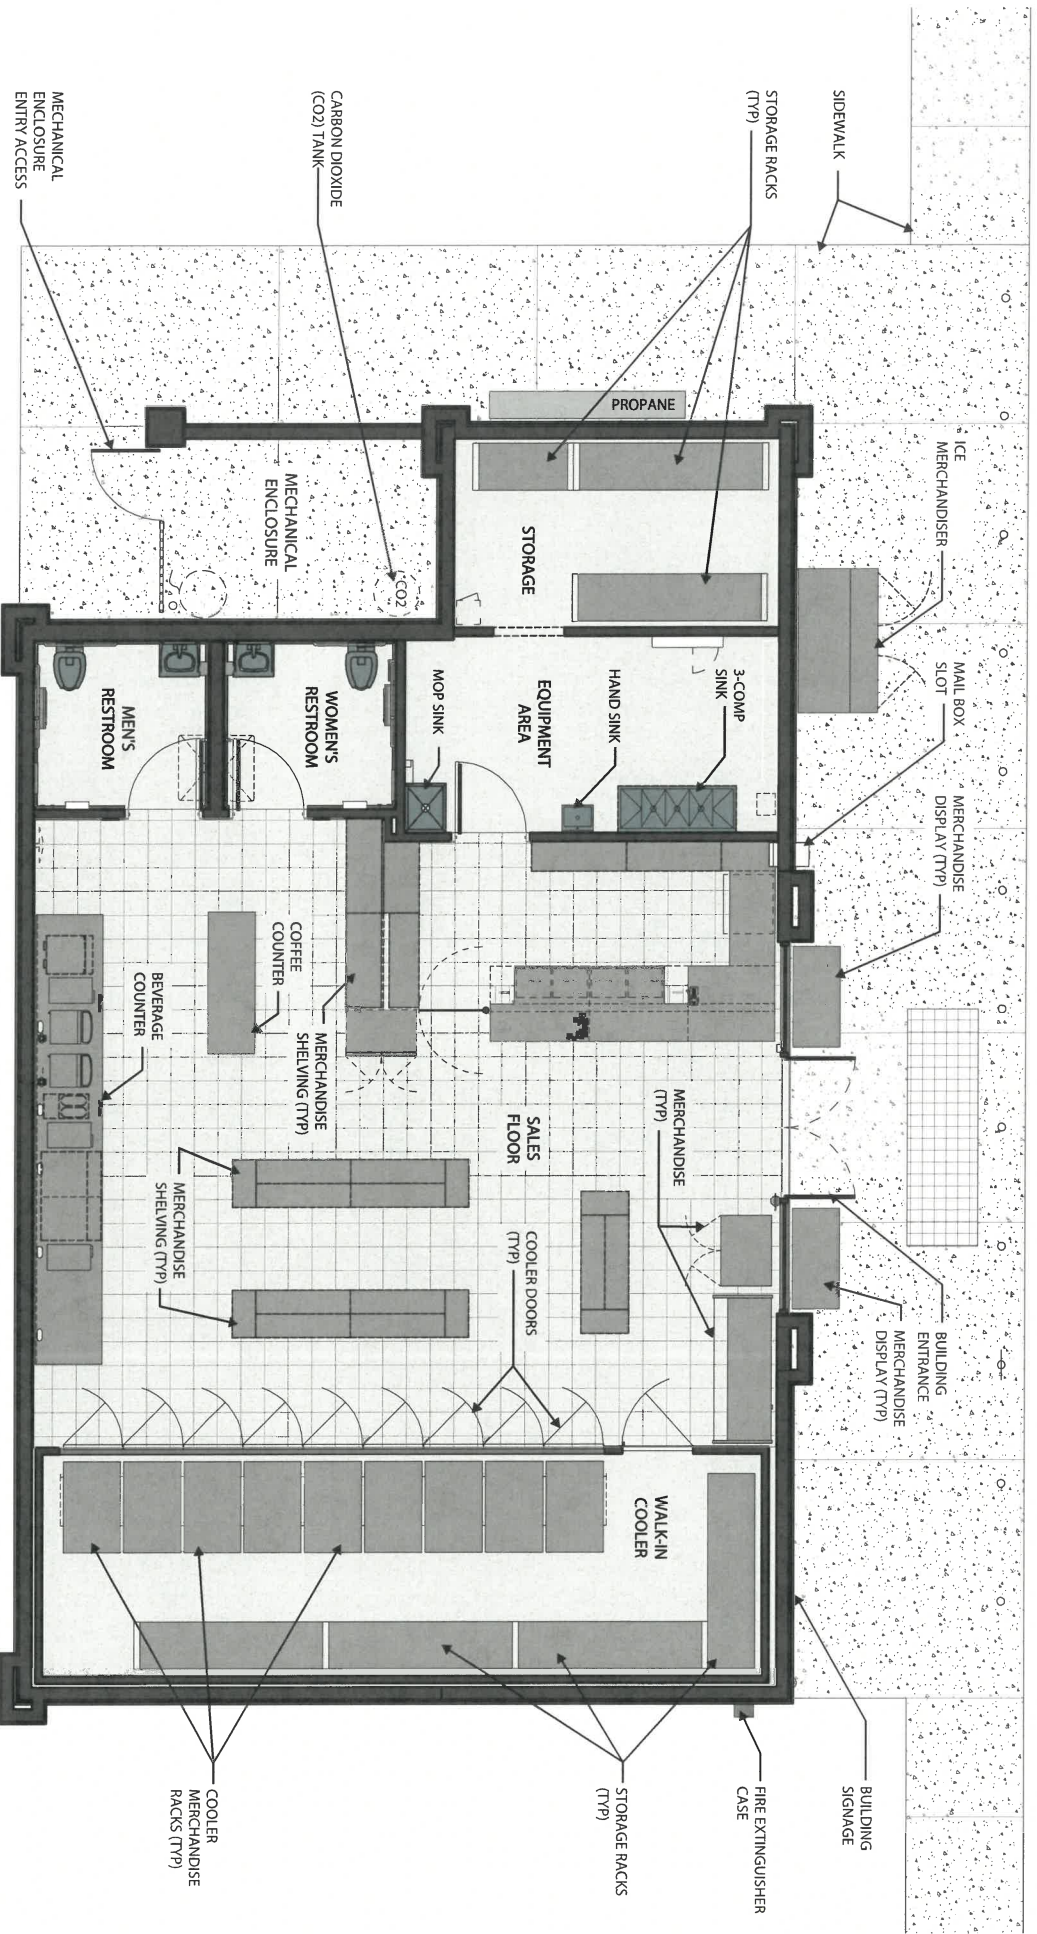 SIDEWALK
STORAGE RACKS
(TYP)
CARBON DIOXIDE
(CO2) TANK
MECHANICAL
ENCLOSURE
ENTRY ACCESS
PROPANE
ICE
MERCHANDISER
MAIL BOX
SLOT
MERCHANDISE
DISPLAY (TYP)
BUILDING
ENTRANCE
MERCHANDISE
DISPLAY (TYP)
BUILDING
SIGNAGE
FIRE EXTINGUISHER
CASE
STORAGE RACKS
(TYP)
COOLER
MERCHANDISE
RACKS (TYP)
MECHANICAL
ENCLOSURE
CO2
STORAGE
3-COMP
SINK
HAND SINK
EQUIPMENT
AREA
MOP SINK
WOMEN'S
RESTROOM
MEN'S
RESTROOM
COFFEE
COUNTER
BEVERAGE
COUNTER
MERCHANDISE
SHELVING (TYP)
MERCHANDISE
(TYP)
SALES
FLOOR
MERCHANDISE
SHELVING (TYP)
COOLER DOORS
(TYP)
WALK-IN
COOLER